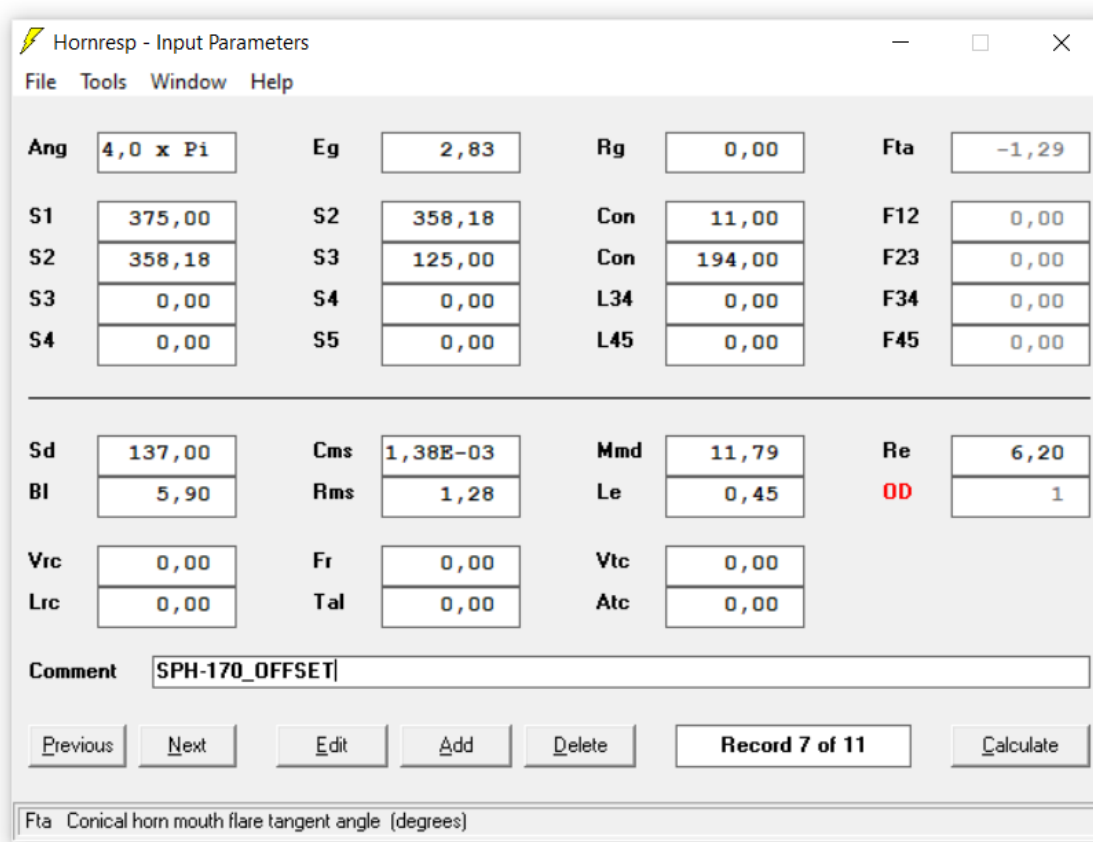 Hornresp - Input Parameters
File Tools Window Help
Ang 4,0 x Pi Eg 2,83 Rg 0,00 Fta -1,29
S1 375,00 S2 358,18 Con 11,00 F12 0,00
S2 358,18 S3 125,00 Con 194,00 F23 0,00
S3 0,00 S4 0,00 L34 0,00 F34 0,00
S4 0,00 S5 0,00 L45 0,00 F45 0,00
Sd 137,00 Cms 1,38E-03 Mmd 11,79 Re 6,20
Bl 5,90 Rms 1,28 Le 0,45 OD 1
Vrc 0,00 Fr 0,00 Vtc 0,00
Lrc 0,00 Tal 0,00 Atc 0,00
Comment SPH-170_OFFSET
Previous Next Edit Add Delete Record 7 of 11 Calculate
Fta Conical horn mouth flare tangent angle (degrees)